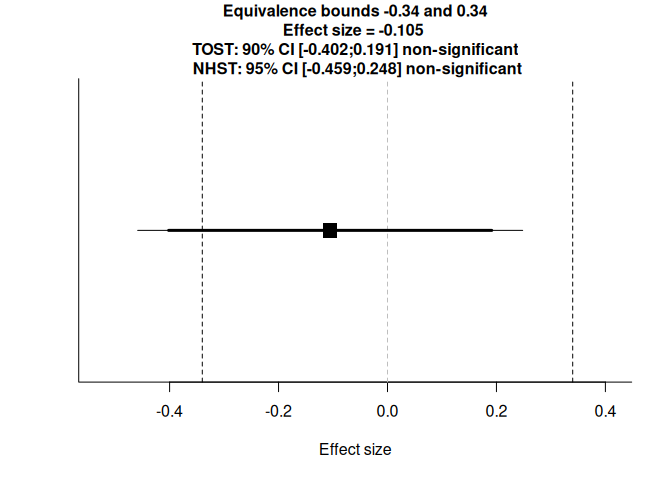 Equivalence bounds -0.34 and 0.34
Effect size = -0.105
TOST: 90% CI [-0.402;0.191] non-significant
NHST: 95% CI [-0.459;0.248] non-significant
-0.4 -0.2 0.0 0.2 0.4
Effect size